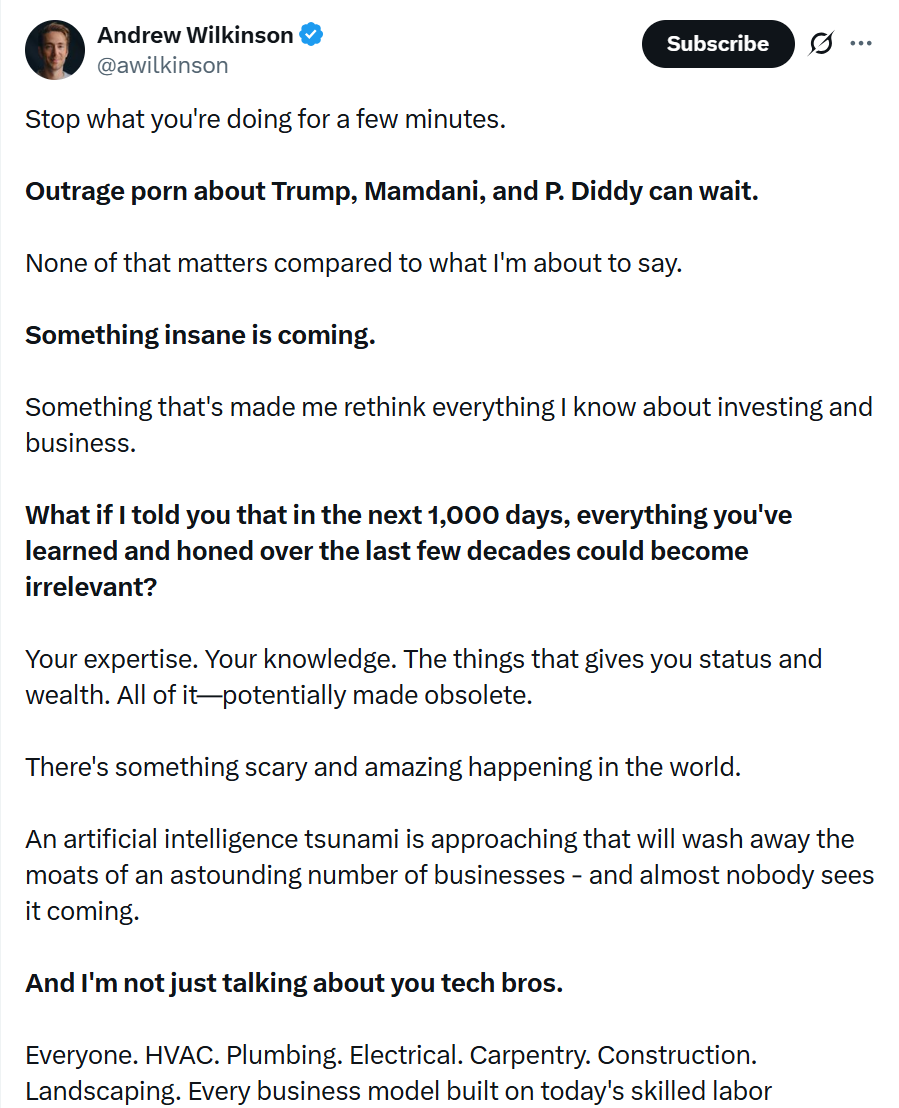 Andrew Wilkinson
@awilkinson
Subscribe
Stop what you're doing for a few minutes.
Outrage porn about Trump, Mamdani, and P. Diddy can wait.
None of that matters compared to what I'm about to say.
Something insane is coming.
Something that's made me rethink everything I know about investing and
business.
What if I told you that in the next 1,000 days, everything you've
learned and honed over the last few decades could become
irrelevant?
Your expertise. Your knowledge. The things that gives you status and
wealth. All of it—potentially made obsolete.
There's something scary and amazing happening in the world.
An artificial intelligence tsunami is approaching that will wash away the
moats of an astounding number of businesses - and almost nobody sees
it coming.
And I'm not just talking about you tech bros.
Everyone. HVAC. Plumbing. Electrical. Carpentry. Construction.
Landscaping. Every business model built on today's skilled labor